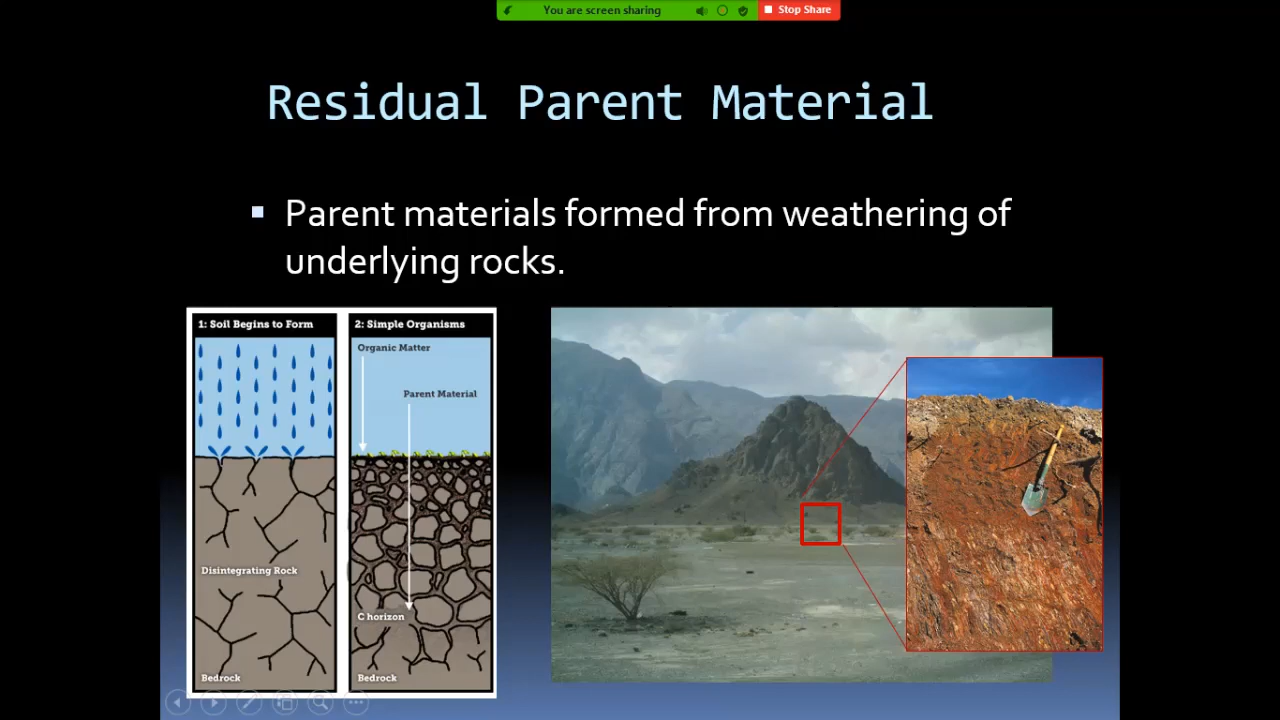 You are screen sharing
Stop Share
Residual Parent Material
Parent materials formed from weathering of
underlying rocks.
1: Soil Begins to Form
Disintegrating Rock
Bedrock
2: Simple Organisms
Organic Matter
Parent Material
C horizon
Bedrock